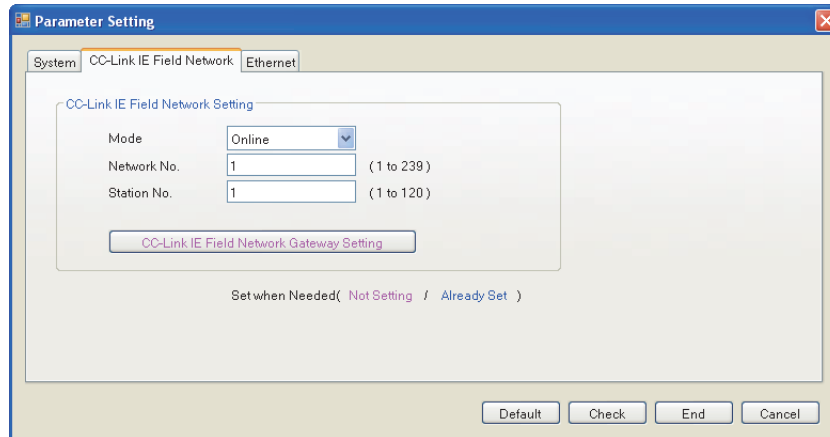 Parameter Setting
System CC-Link IE Field Network Ethernet
CC-Link IE Field Network Setting
Mode Online
Network No. 1 ( 1 to 239 )
Station No. 1 ( 1 to 120 )
CC-Link IE Field Network Gateway Setting
Set when Needed( Not Setting / Already Set )
Default Check End Cancel